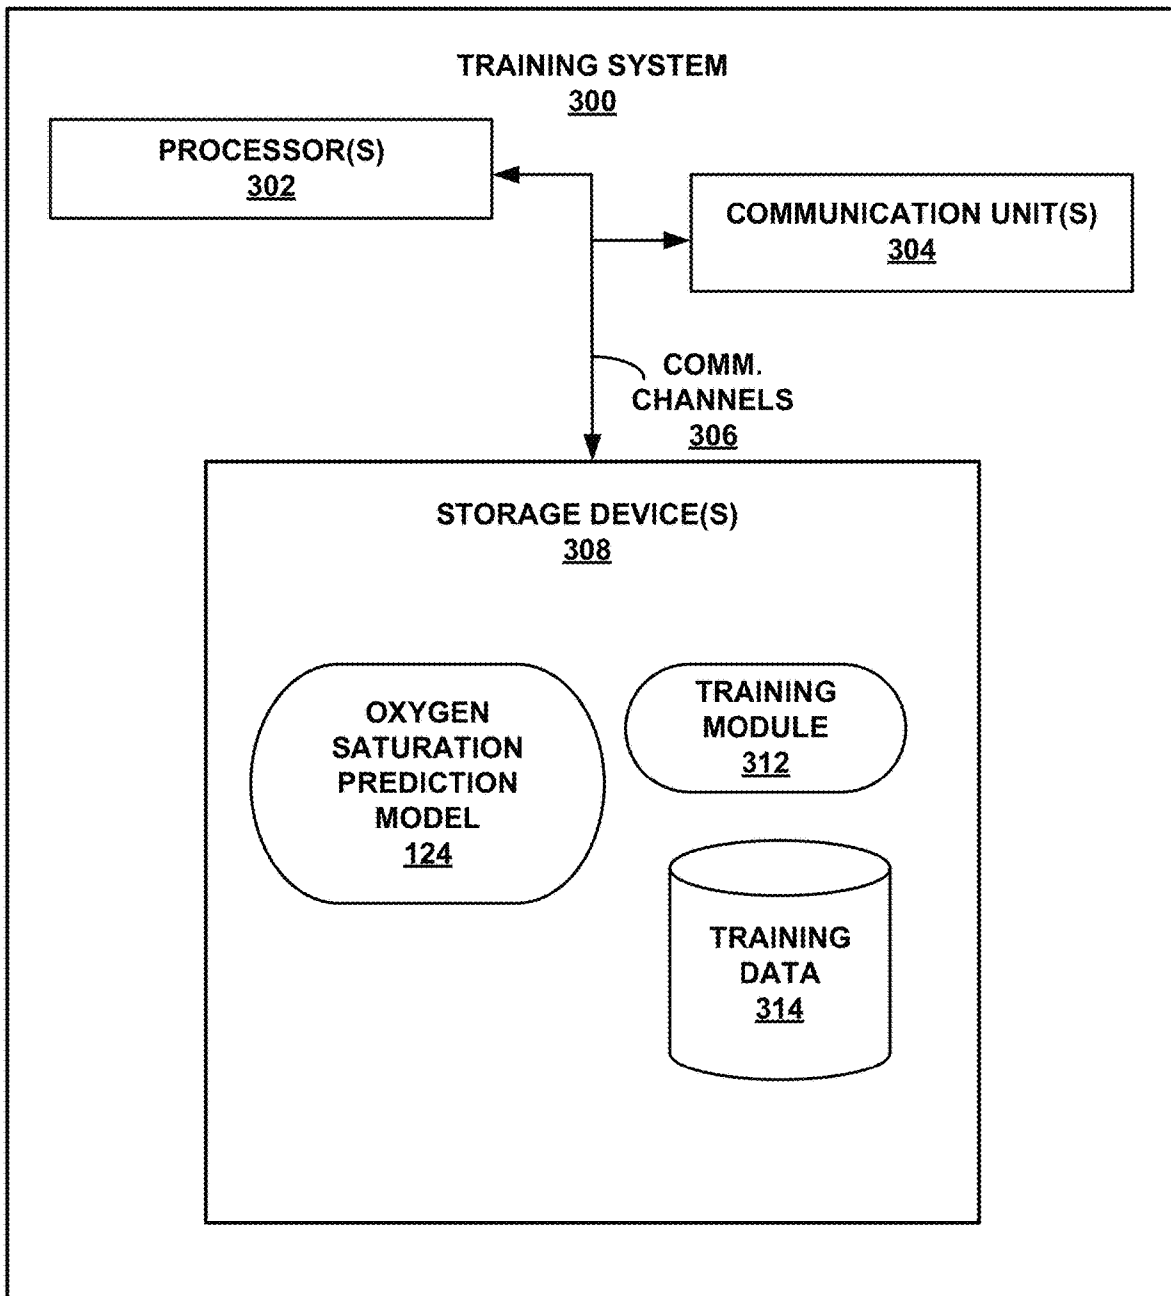 TRAINING SYSTEM
300
PROCESSOR(S)
302
COMMUNICATION UNIT(S)
304
COMM.
CHANNELS
306
STORAGE DEVICE(S)
308
OXYGEN
SATURATION
PREDICTION
MODEL
124
TRAINING
MODULE
312
TRAINING
DATA
314